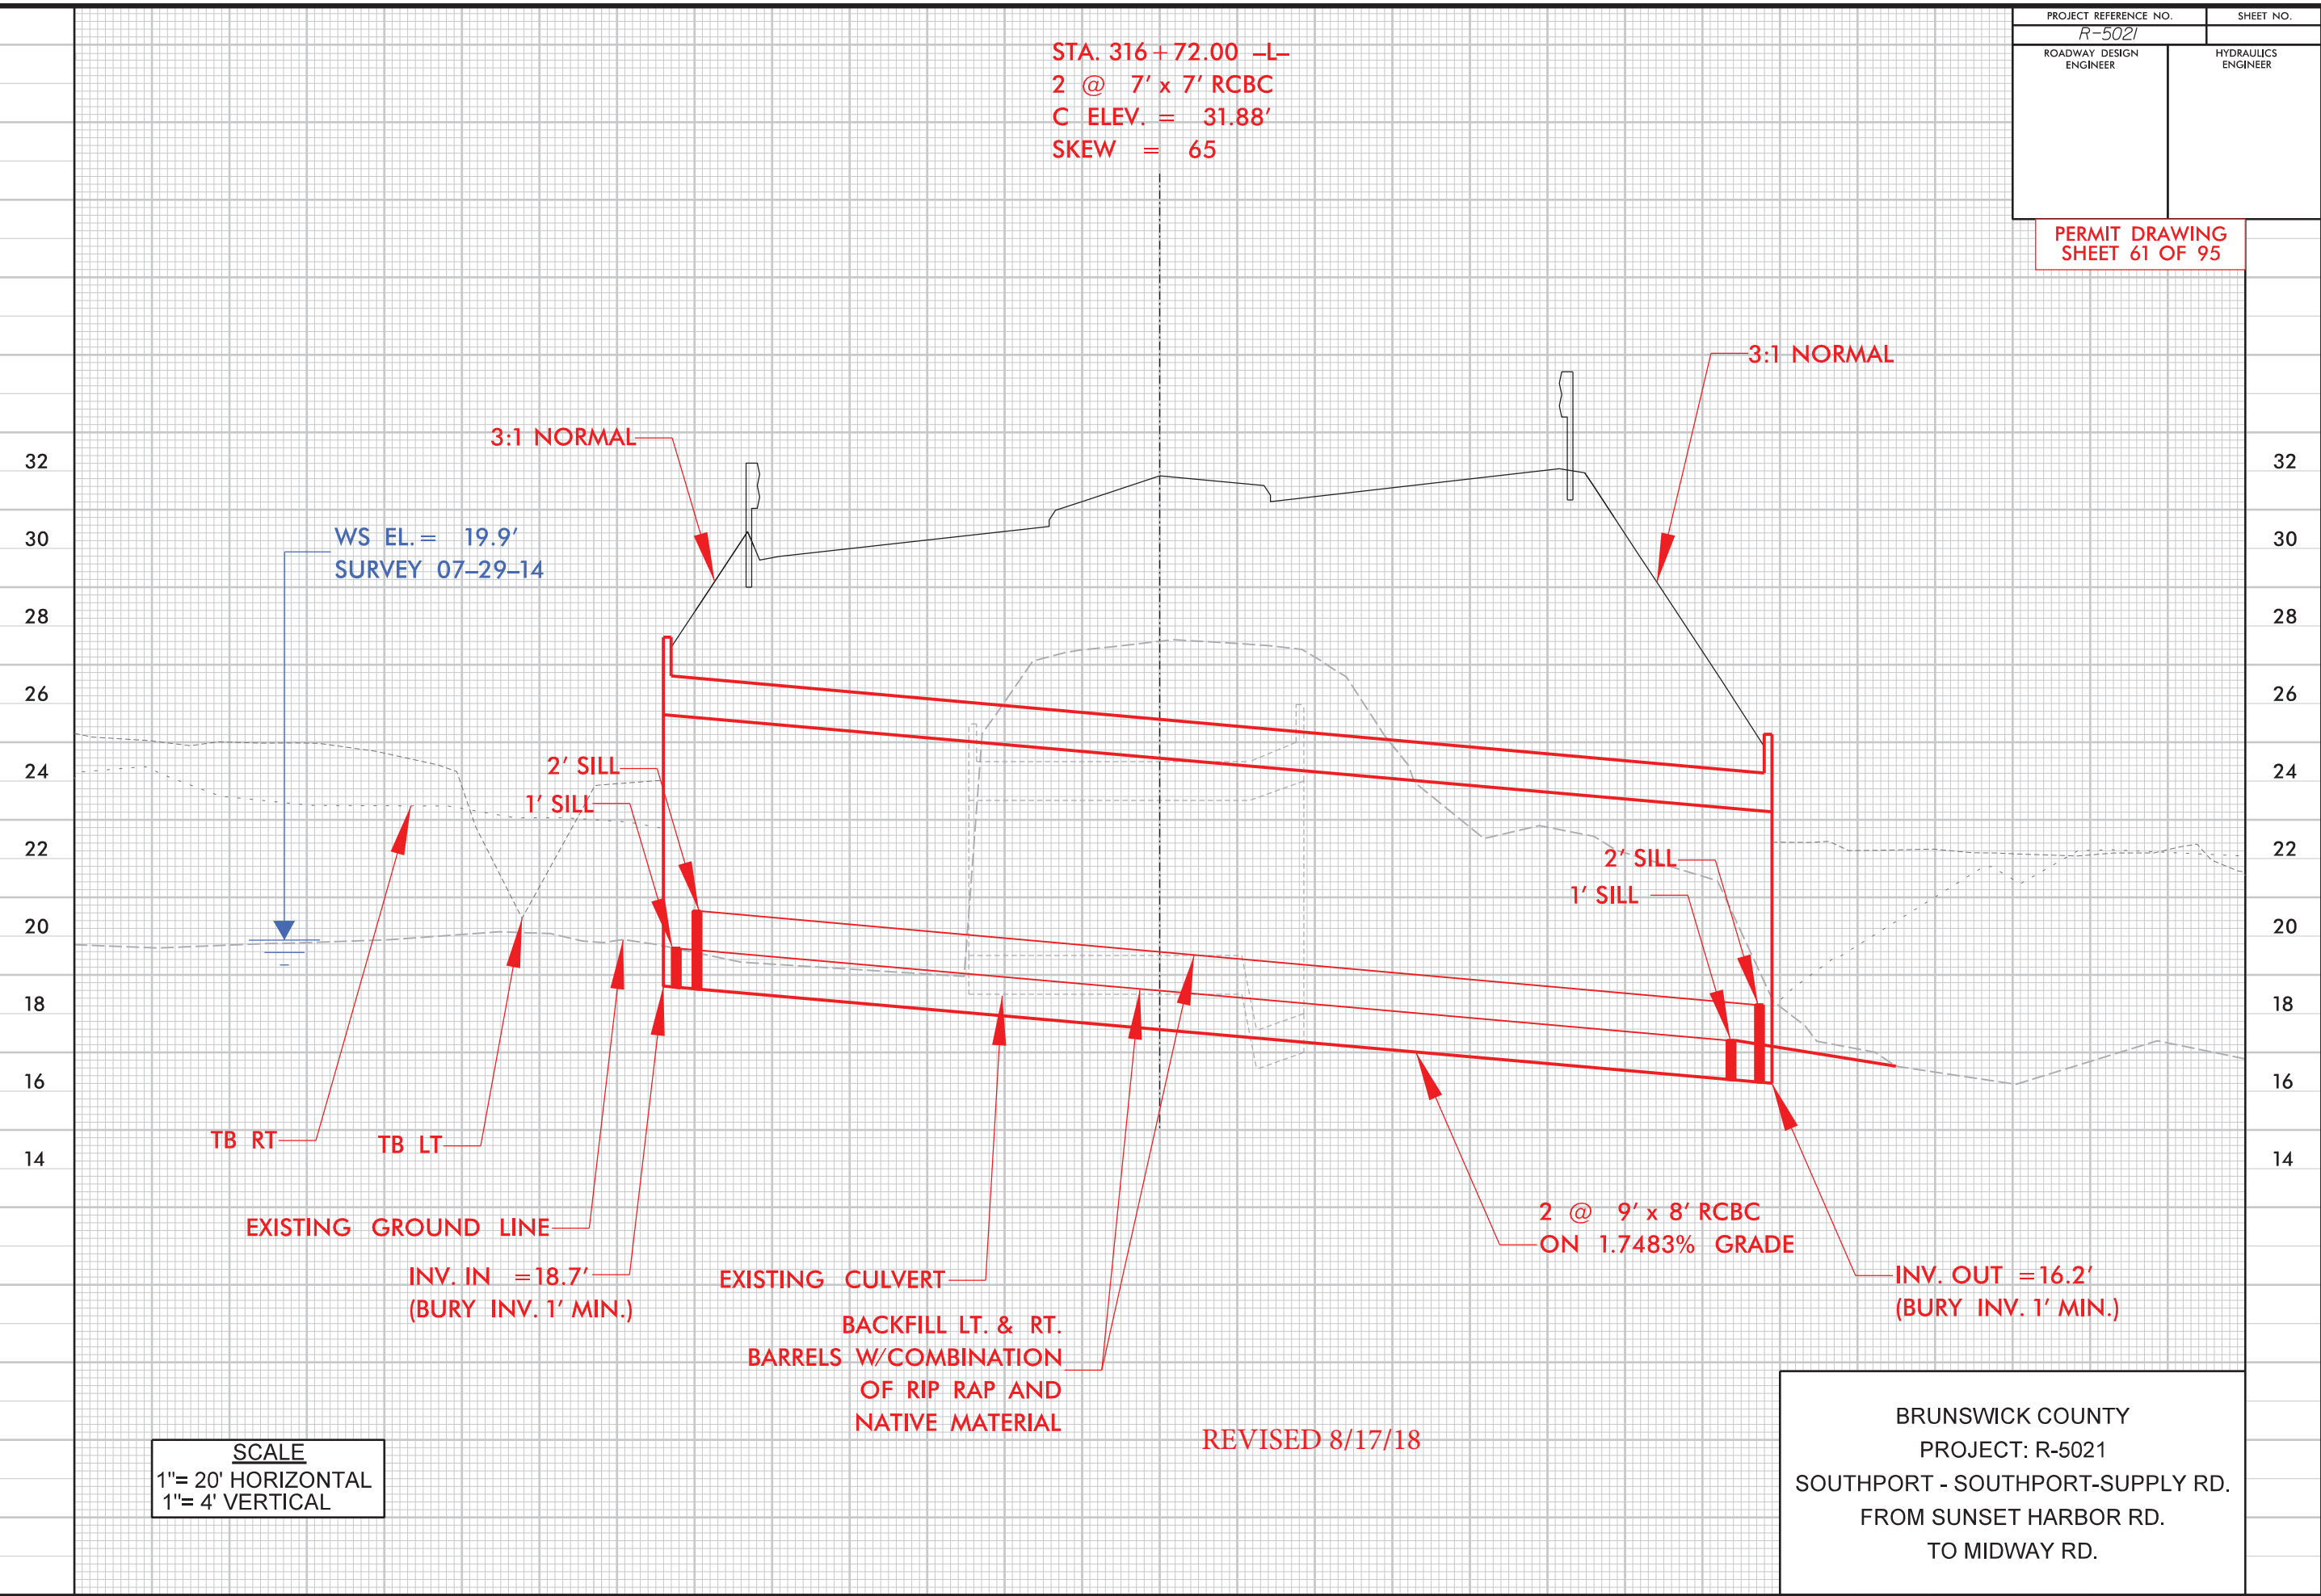 PROJECT REFERENCE NO.
SHEET NO.
R-5021
ROADWAY DESIGN
ENGINEER
HYDRAULICS
ENGINEER
PERMIT DRAWING
SHEET 61 OF 95
STA. 316+72.00 –L–
2 @ 7' x 7' RCBC
C ELEV. = 31.88'
SKEW = 65
3:1 NORMAL
3:1 NORMAL
WS EL.= 19.9'
SURVEY 07–29–14
32
30
28
26
24
22
20
18
16
14
32
30
28
26
24
22
20
18
16
14
2' SILL
1' SILL
2' SILL
1' SILL
TB RT
TB LT
EXISTING GROUND LINE
INV. IN =18.7'
(BURY INV. 1' MIN.)
EXISTING CULVERT
BACKFILL LT. & RT.
BARRELS W/COMBINATION
OF RIP RAP AND
NATIVE MATERIAL
2 @ 9' x 8' RCBC
ON 1.7483% GRADE
INV. OUT =16.2'
(BURY INV. 1' MIN.)
REVISED 8/17/18
SCALE
1"= 20' HORIZONTAL
1"= 4' VERTICAL
BRUNSWICK COUNTY
PROJECT: R-5021
SOUTHPORT - SOUTHPORT-SUPPLY RD.
FROM SUNSET HARBOR RD.
TO MIDWAY RD.